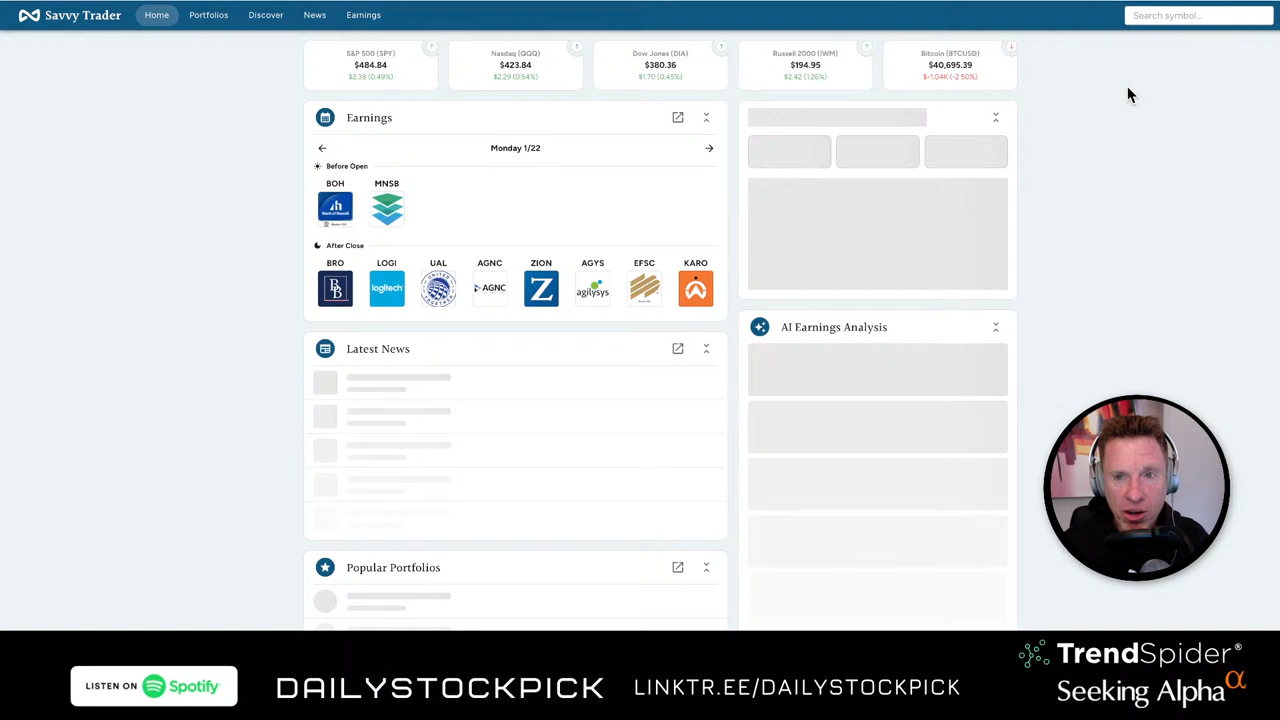 Savvy Trader Home Portfolios Discover News Earnings Search symbol...
S&P 500 (SPY) Nasdaq (QQQ) Dow Jones (DIA) Russell 2000 (IWM) Bitcoin (BTCUSD)
$484.84 $423.84 $380.36 $194.95 $40,695.39
$2.38 (0.49%) $2.29 (0.54%) $1.70 (0.45%) $2.42 (1.26%) $-1.04K (-2.50%)
Earnings
Monday 1/22
Before Open
BOH MNSB
After Close
BRO LOGI UAL AGNC ZION AGYS EFSC KARO
BB logitech UNITED AGNC Z agilysys
AI Earnings Analysis
Latest News
Popular Portfolios
LISTEN ON Spotify
DAILYSTOCKPICK
LINKTR.EE/DAILYSTOCKPICK
TrendSpider®
Seeking Alpha α